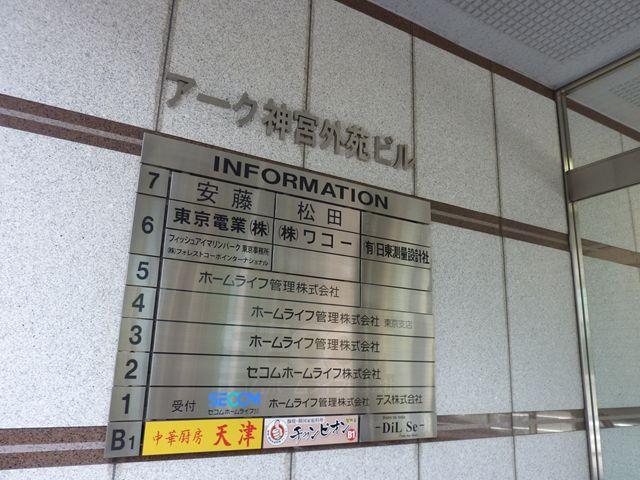 アーク神宮外苑ビル
INFORMATION
7 安藤 松田
6 東京電業(株) (株)ワコー (有)日東測量設計社
フィッシュアイマリンパーク 東京事務所
(株)フォレストコーポインターナショナル
5 ホームライフ管理株式会社
4 ホームライフ管理株式会社 東京支店
3 ホームライフ管理株式会社
2 セコムホームライフ株式会社
1 受付 SECOM セコムホームライフ ホームライフ管理株式会社 テス株式会社
B1 中華厨房 天津 チャンピオン B1 -DiL Se-